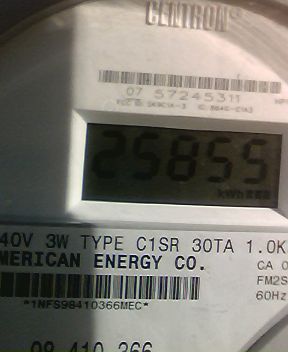 CENTRON®
07 57245311
25855
kWh
40V 3W TYPE C1SR 30TA 1.0K
MERICAN ENERGY CO.
CA 0
FM2S
60Hz
*1NFS98410366MEC*
98 410 366